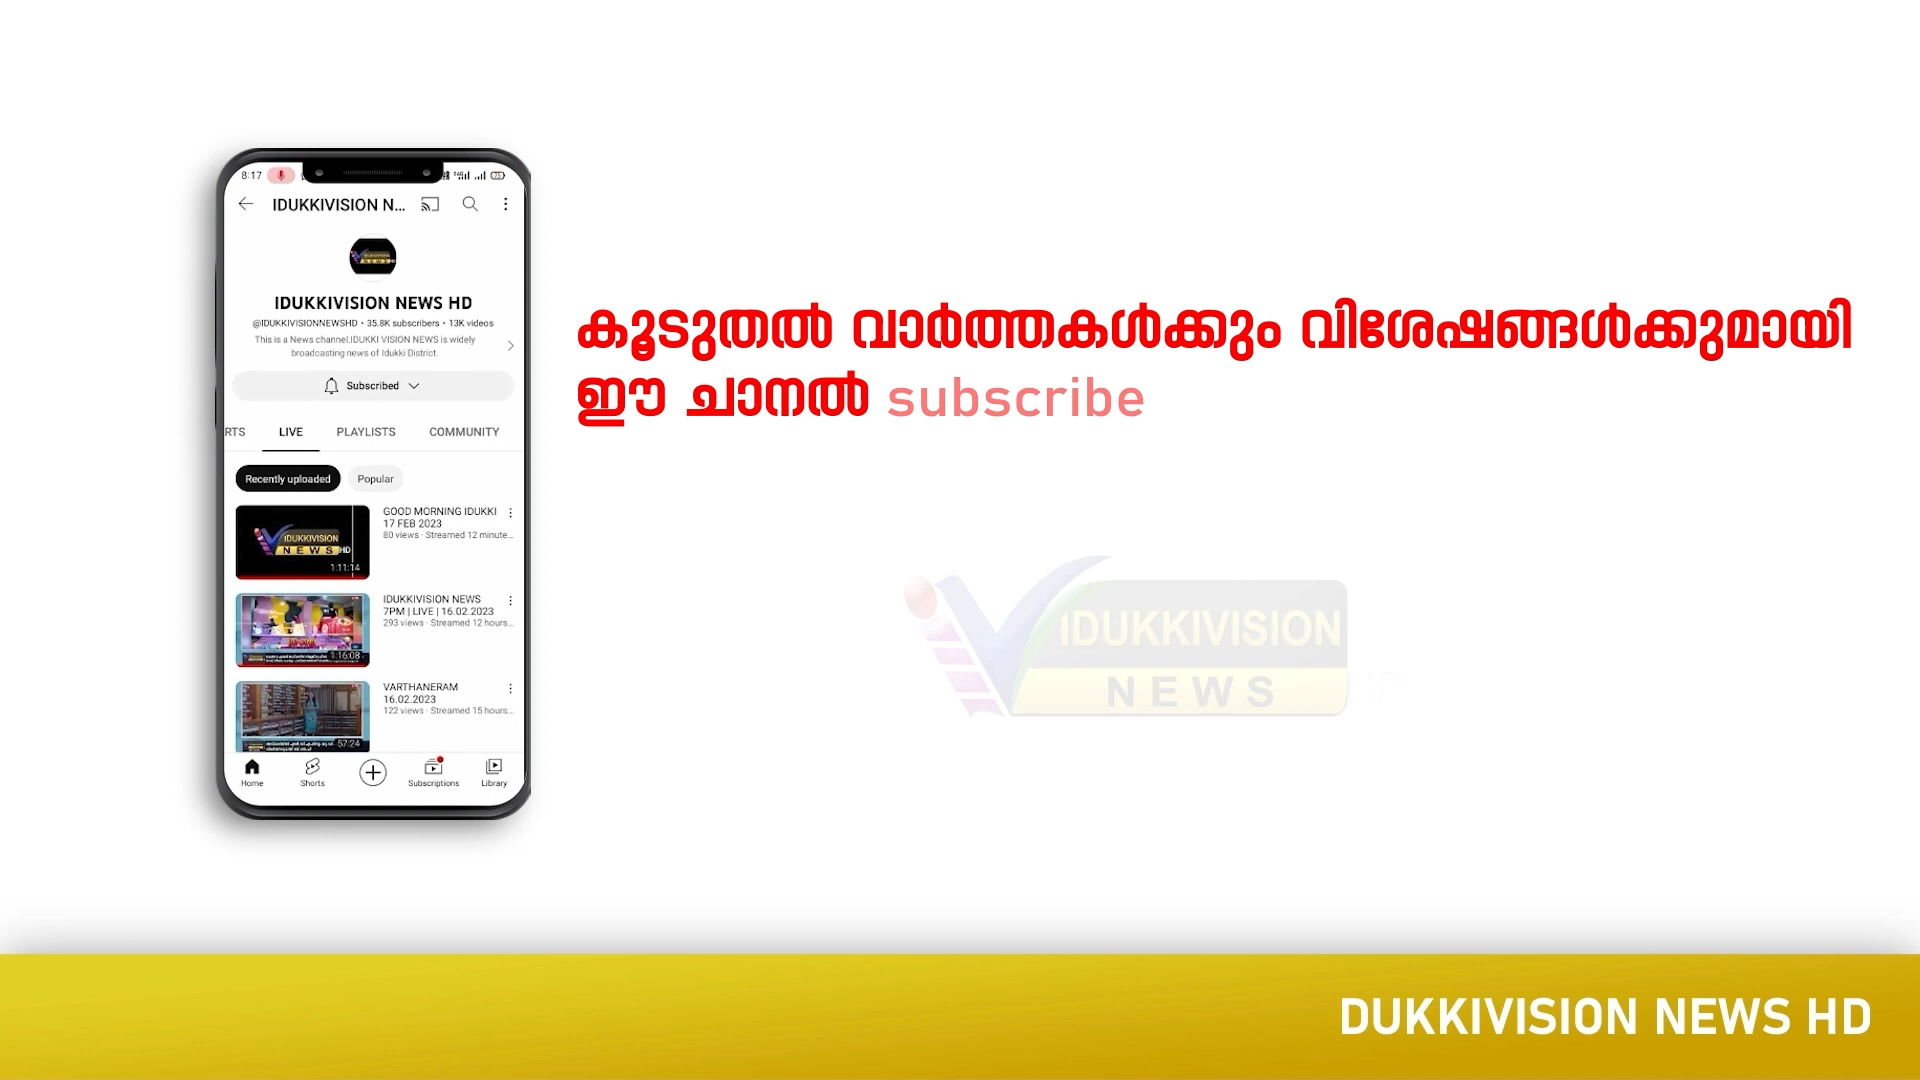 8:17
IDUKKIVISION N...
IDUKKIVISION NEWS HD
@IDUKKIVISIONNEWSHD • 35.8K subscribers • 13K videos
This is a News channel.IDUKKI VISION NEWS is widely
broadcasting news of Idukki District.
Subscribed
RTS LIVE PLAYLISTS COMMUNITY
Recently uploaded Popular
IDUKKIVISION
NEWS HD
1:11:14
GOOD MORNING IDUKKI
17 FEB 2023
80 views · Streamed 12 minute...
1:16:08
IDUKKIVISION NEWS
7PM | LIVE | 16.02.2023
293 views · Streamed 12 hours...
57:24
VARTHANERAM
16.02.2023
122 views · Streamed 15 hours...
Home Shorts Subscriptions Library
കൂടുതൽ വാർത്തകൾക്കും വിശേഷങ്ങൾക്കുമായി
ഈ ചാനൽ subscribe
IDUKKIVISION
NEWS
DUKKIVISION NEWS HD